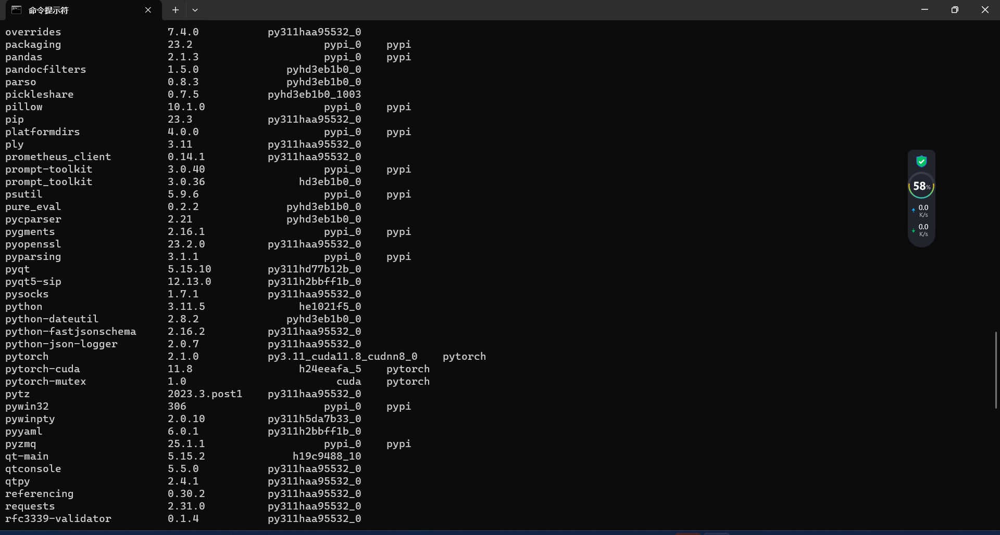 命令提示符
overrides 7.4.0 py311haa95532_0
packaging 23.2 pypi_0 pypi
pandas 2.1.3 pypi_0 pypi
pandocfilters 1.5.0 pyhd3eb1b0_0
parso 0.8.3 pyhd3eb1b0_0
pickleshare 0.7.5 pyhd3eb1b0_1003
pillow 10.1.0 pypi_0 pypi
pip 23.3 py311haa95532_0
platformdirs 4.0.0 pypi_0 pypi
ply 3.11 py311haa95532_0
prometheus_client 0.14.1 py311haa95532_0
prompt-toolkit 3.0.40 pypi_0 pypi
prompt_toolkit 3.0.36 hd3eb1b0_0
psutil 5.9.6 pypi_0 pypi
pure_eval 0.2.2 pyhd3eb1b0_0
pycparser 2.21 pyhd3eb1b0_0
pygments 2.16.1 pypi_0 pypi
pyopenssl 23.2.0 py311haa95532_0
pyparsing 3.1.1 pypi_0 pypi
pyqt 5.15.10 py311hd77b12b_0
pyqt5-sip 12.13.0 py311h2bbff1b_0
pysocks 1.7.1 py311haa95532_0
python 3.11.5 he1021f5_0
python-dateutil 2.8.2 pyhd3eb1b0_0
python-fastjsonschema 2.16.2 py311haa95532_0
python-json-logger 2.0.7 py311haa95532_0
pytorch 2.1.0 py3.11_cuda11.8_cudnn8_0 pytorch
pytorch-cuda 11.8 h24eeafa_5 pytorch
pytorch-mutex 1.0 cuda pytorch
pytz 2023.3.post1 py311haa95532_0
pywin32 306 pypi_0 pypi
pywinpty 2.0.10 py311h5da7b33_0
pyyaml 6.0.1 py311h2bbff1b_0
pyzmq 25.1.1 pypi_0 pypi
qt-main 5.15.2 h19c9488_10
qtconsole 5.5.0 py311haa95532_0
qtpy 2.4.1 py311haa95532_0
referencing 0.30.2 py311haa95532_0
requests 2.31.0 py311haa95532_0
rfc3339-validator 0.1.4 py311haa95532_0
58%
0.0
K/s
0.0
K/s